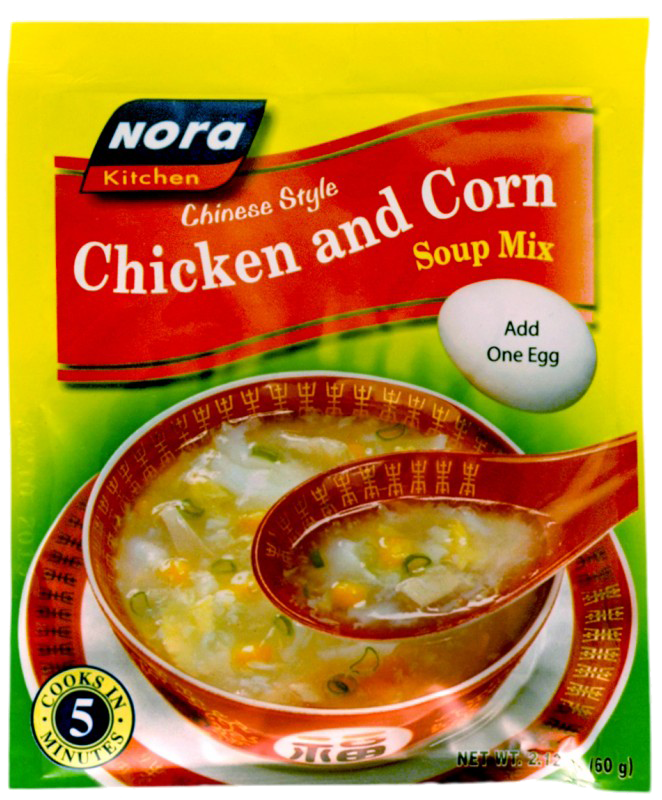 Nora
Kitchen
Chinese Style
Chicken and Corn
Soup Mix
Add
One Egg
COOKS IN
5
MINUTES
福
NET WT. 2.12 (60 g)